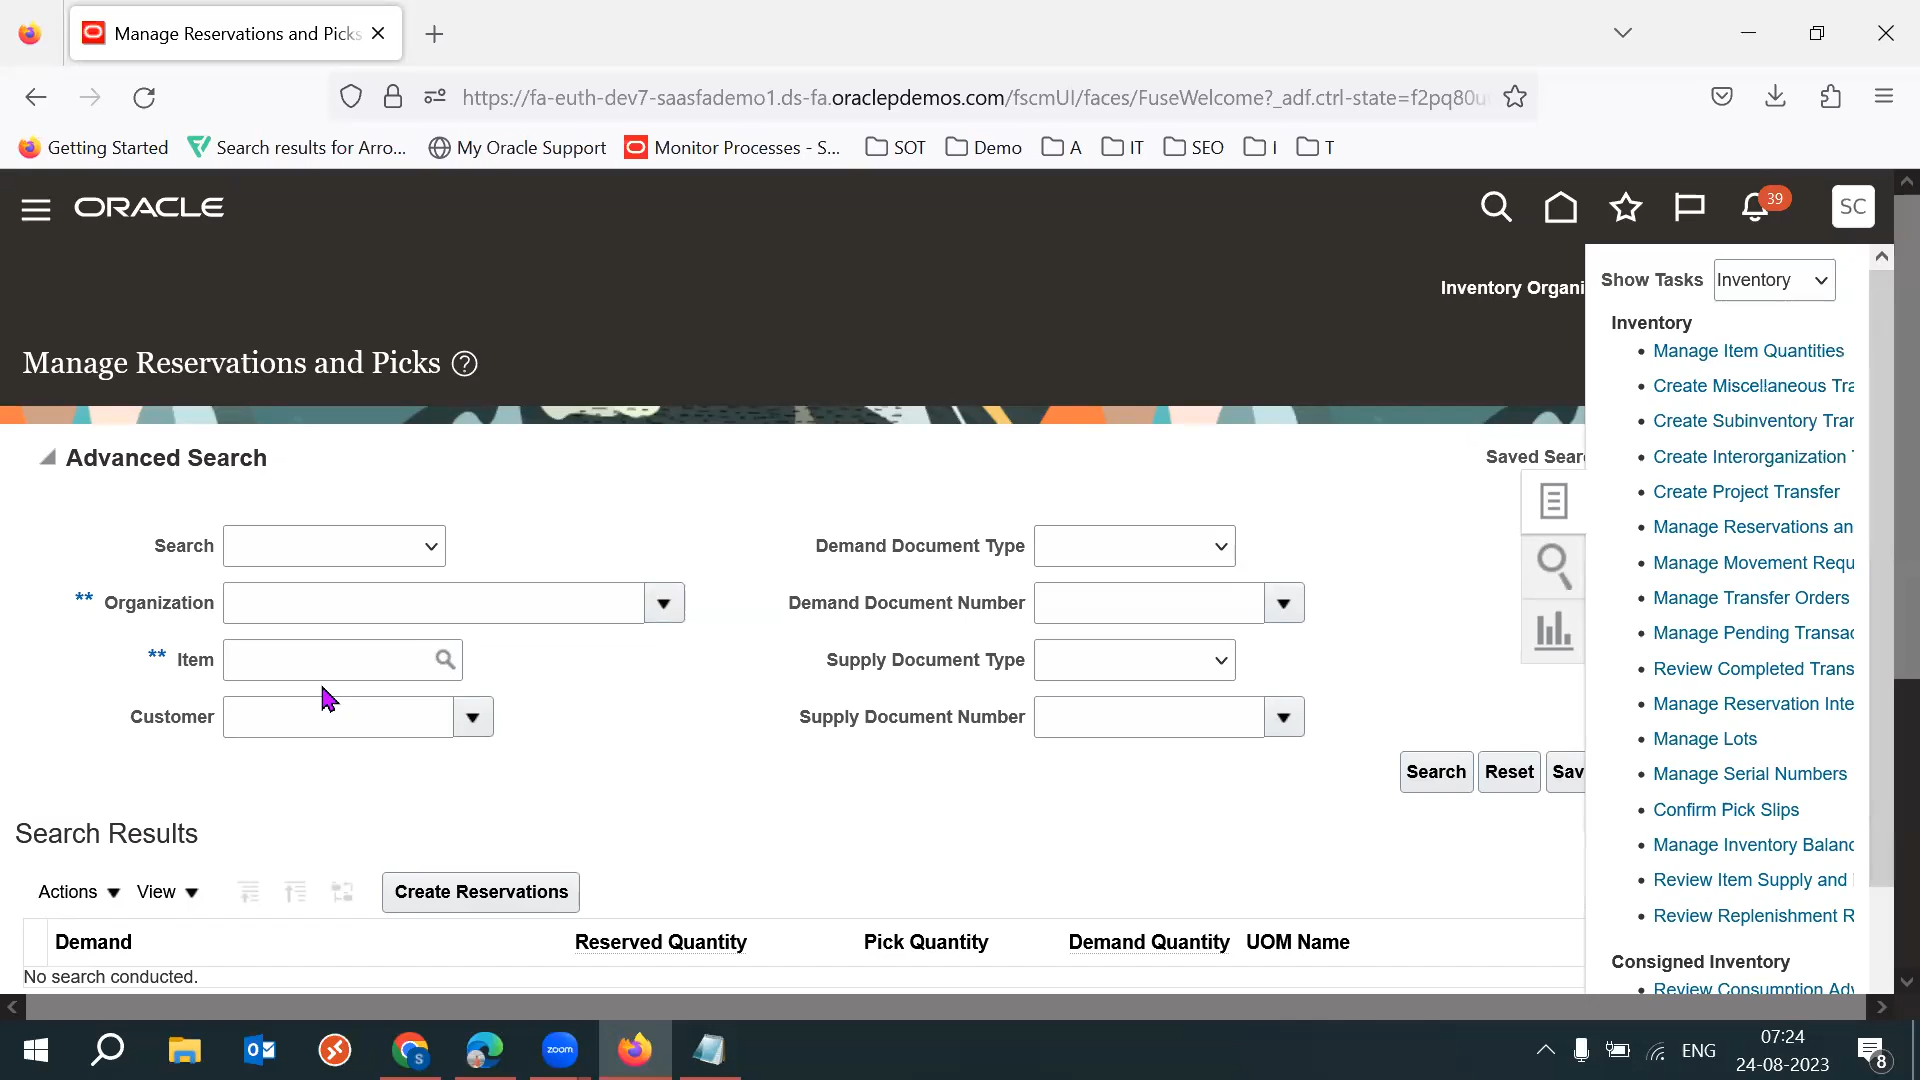 Manage Reservations and Picks
https://fa-euth-dev7-saasfademo1.ds-fa.oraclepdemos.com/fscmUI/faces/FuseWelcome?_adf.ctrl-state=f2pq80u
Getting Started
Search results for Arro...
My Oracle Support
Monitor Processes - S...
SOT
Demo
A
IT
SEO
I
T
ORACLE
39
SC
Inventory Organi
Manage Reservations and Picks
Advanced Search
Saved Sear
Search
Demand Document Type
** Organization
Demand Document Number
** Item
Supply Document Type
Customer
Supply Document Number
Search
Reset
Sav
Search Results
Actions
View
Create Reservations
Demand
Reserved Quantity
Pick Quantity
Demand Quantity
UOM Name
No search conducted.
Show Tasks
Inventory
Inventory
Manage Item Quantities
Create Miscellaneous Tra
Create Subinventory Tran
Create Interorganization
Create Project Transfer
Manage Reservations an
Manage Movement Requ
Manage Transfer Orders
Manage Pending Transac
Review Completed Trans
Manage Reservation Inte
Manage Lots
Manage Serial Numbers
Confirm Pick Slips
Manage Inventory Balanc
Review Item Supply and
Review Replenishment R
Consigned Inventory
Review Consumption Adv
zoom
ENG
07:24
24-08-2023
8